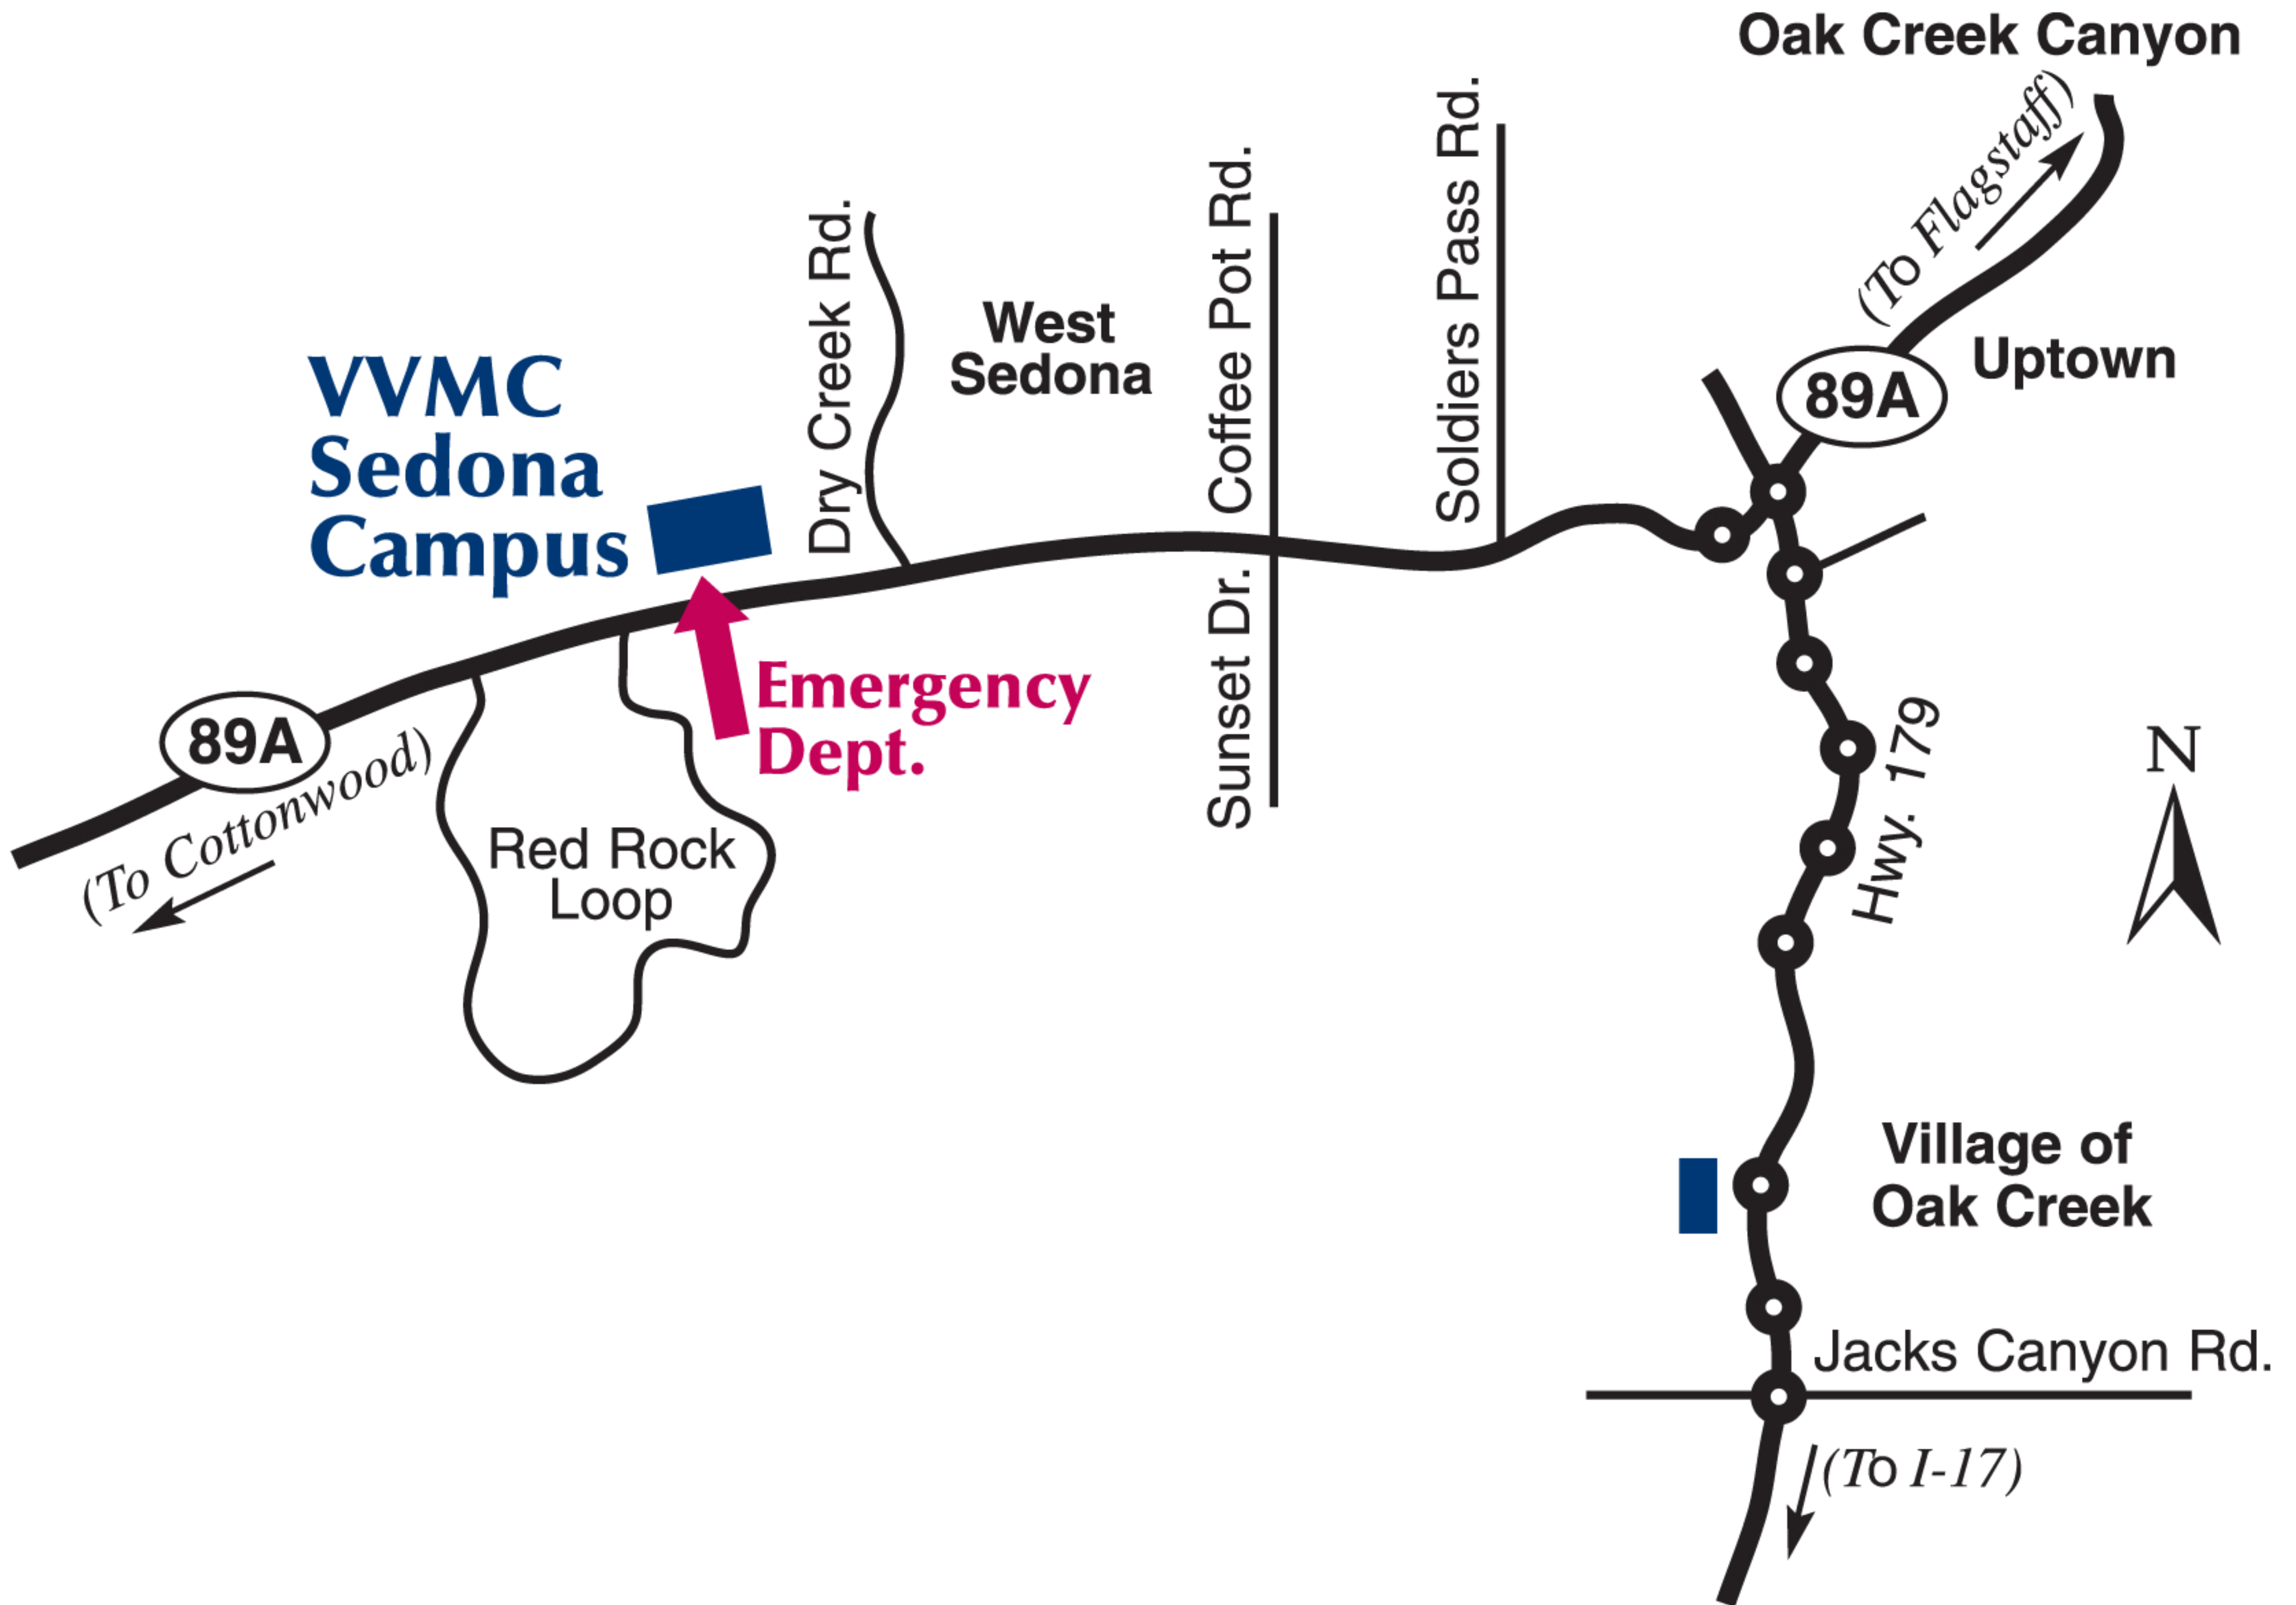 Oak Creek Canyon
(To Flagstaff)
Uptown
89A
Soldiers Pass Rd.
Coffee Pot Rd.
Sunset Dr.
West
Sedona
Dry Creek Rd.
VVMC
Sedona
Campus
Emergency
Dept.
89A
(To Cottonwood)
Red Rock
Loop
Hwy. 179
N
Village of
Oak Creek
Jacks Canyon Rd.
(To I-17)